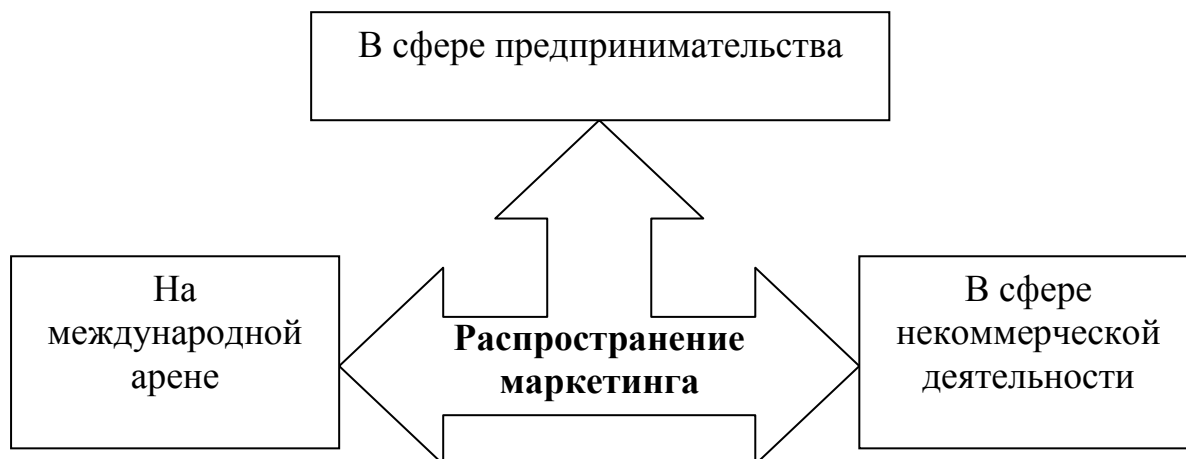 В сфере предпринимательства
На
международной
арене
Распространение
маркетинга
В сфере
некоммерческой
деятельности